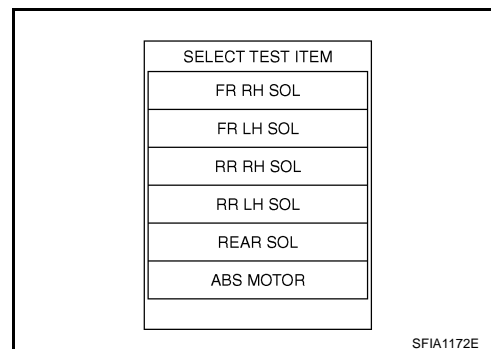 SELECT TEST ITEM
FR RH SOL
FR LH SOL
RR RH SOL
RR LH SOL
REAR SOL
ABS MOTOR
SFIA1172E